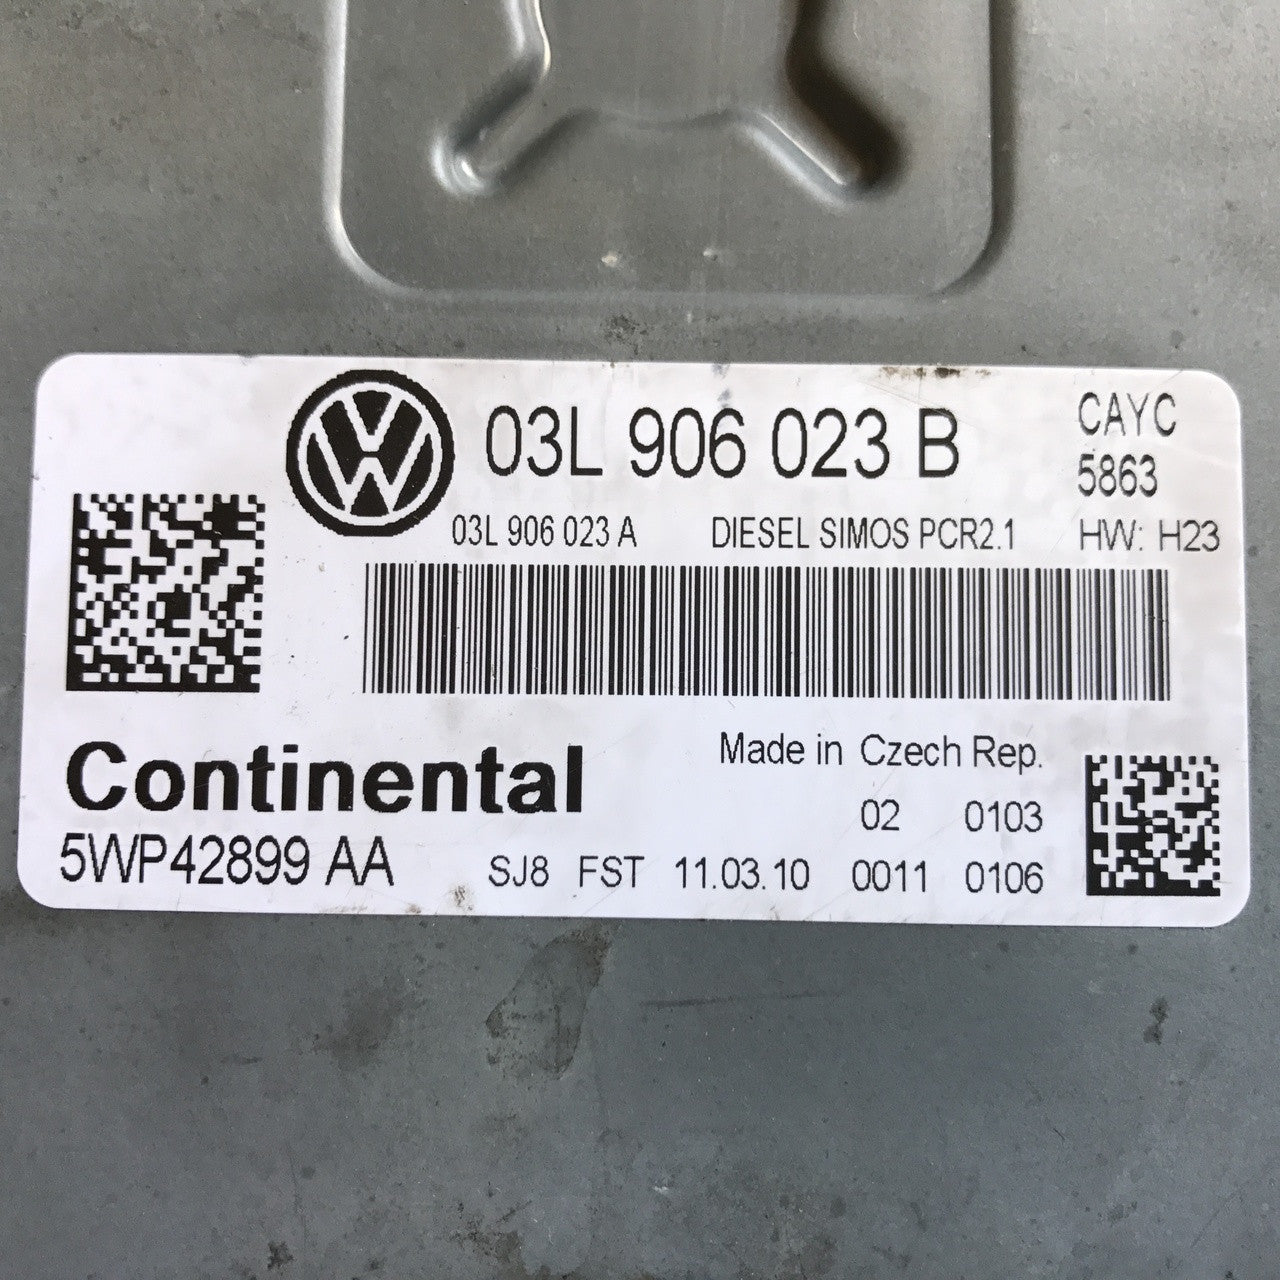 03L 906 023 B
CAYC
5863
03L 906 023 A DIESEL SIMOS PCR2.1 HW: H23
Continental
Made in Czech Rep.
02 0103
5WP42899 AA SJ8 FST 11.03.10 0011 0106